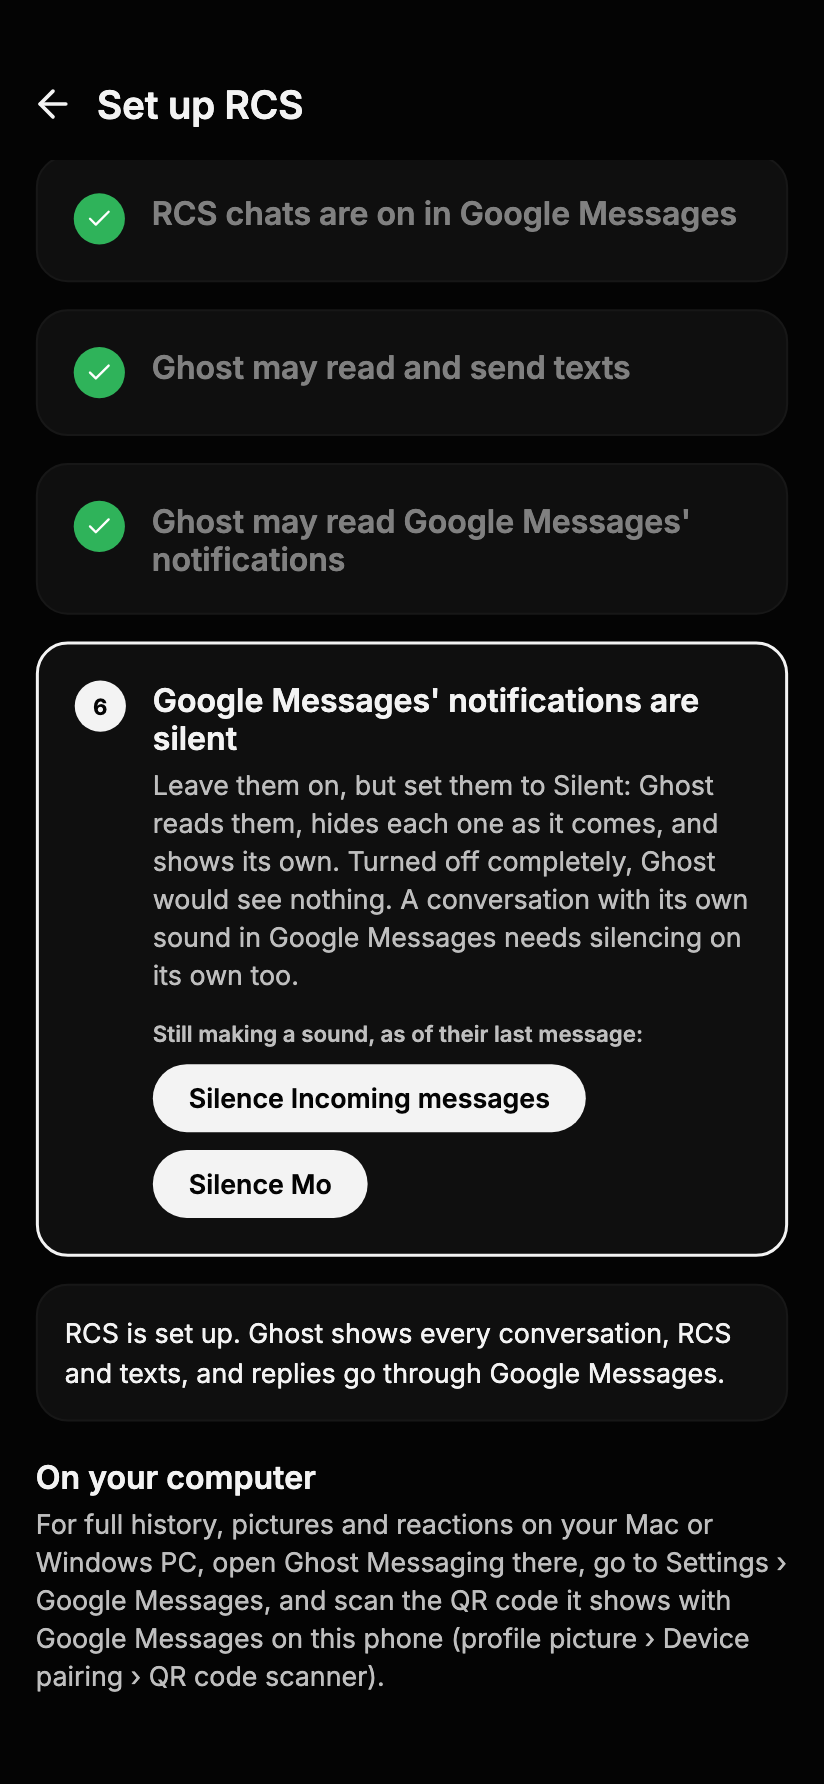 Set up RCS
RCS chats are on in Google Messages
Ghost may read and send texts
Ghost may read Google Messages'
notifications
6
Google Messages' notifications are
silent
Leave them on, but set them to Silent: Ghost
reads them, hides each one as it comes, and
shows its own. Turned off completely, Ghost
would see nothing. A conversation with its own
sound in Google Messages needs silencing on
its own too.
Still making a sound, as of their last message:
Silence Incoming messages
Silence Mo
RCS is set up. Ghost shows every conversation, RCS
and texts, and replies go through Google Messages.
On your computer
For full history, pictures and reactions on your Mac or
Windows PC, open Ghost Messaging there, go to Settings ›
Google Messages, and scan the QR code it shows with
Google Messages on this phone (profile picture › Device
pairing › QR code scanner).